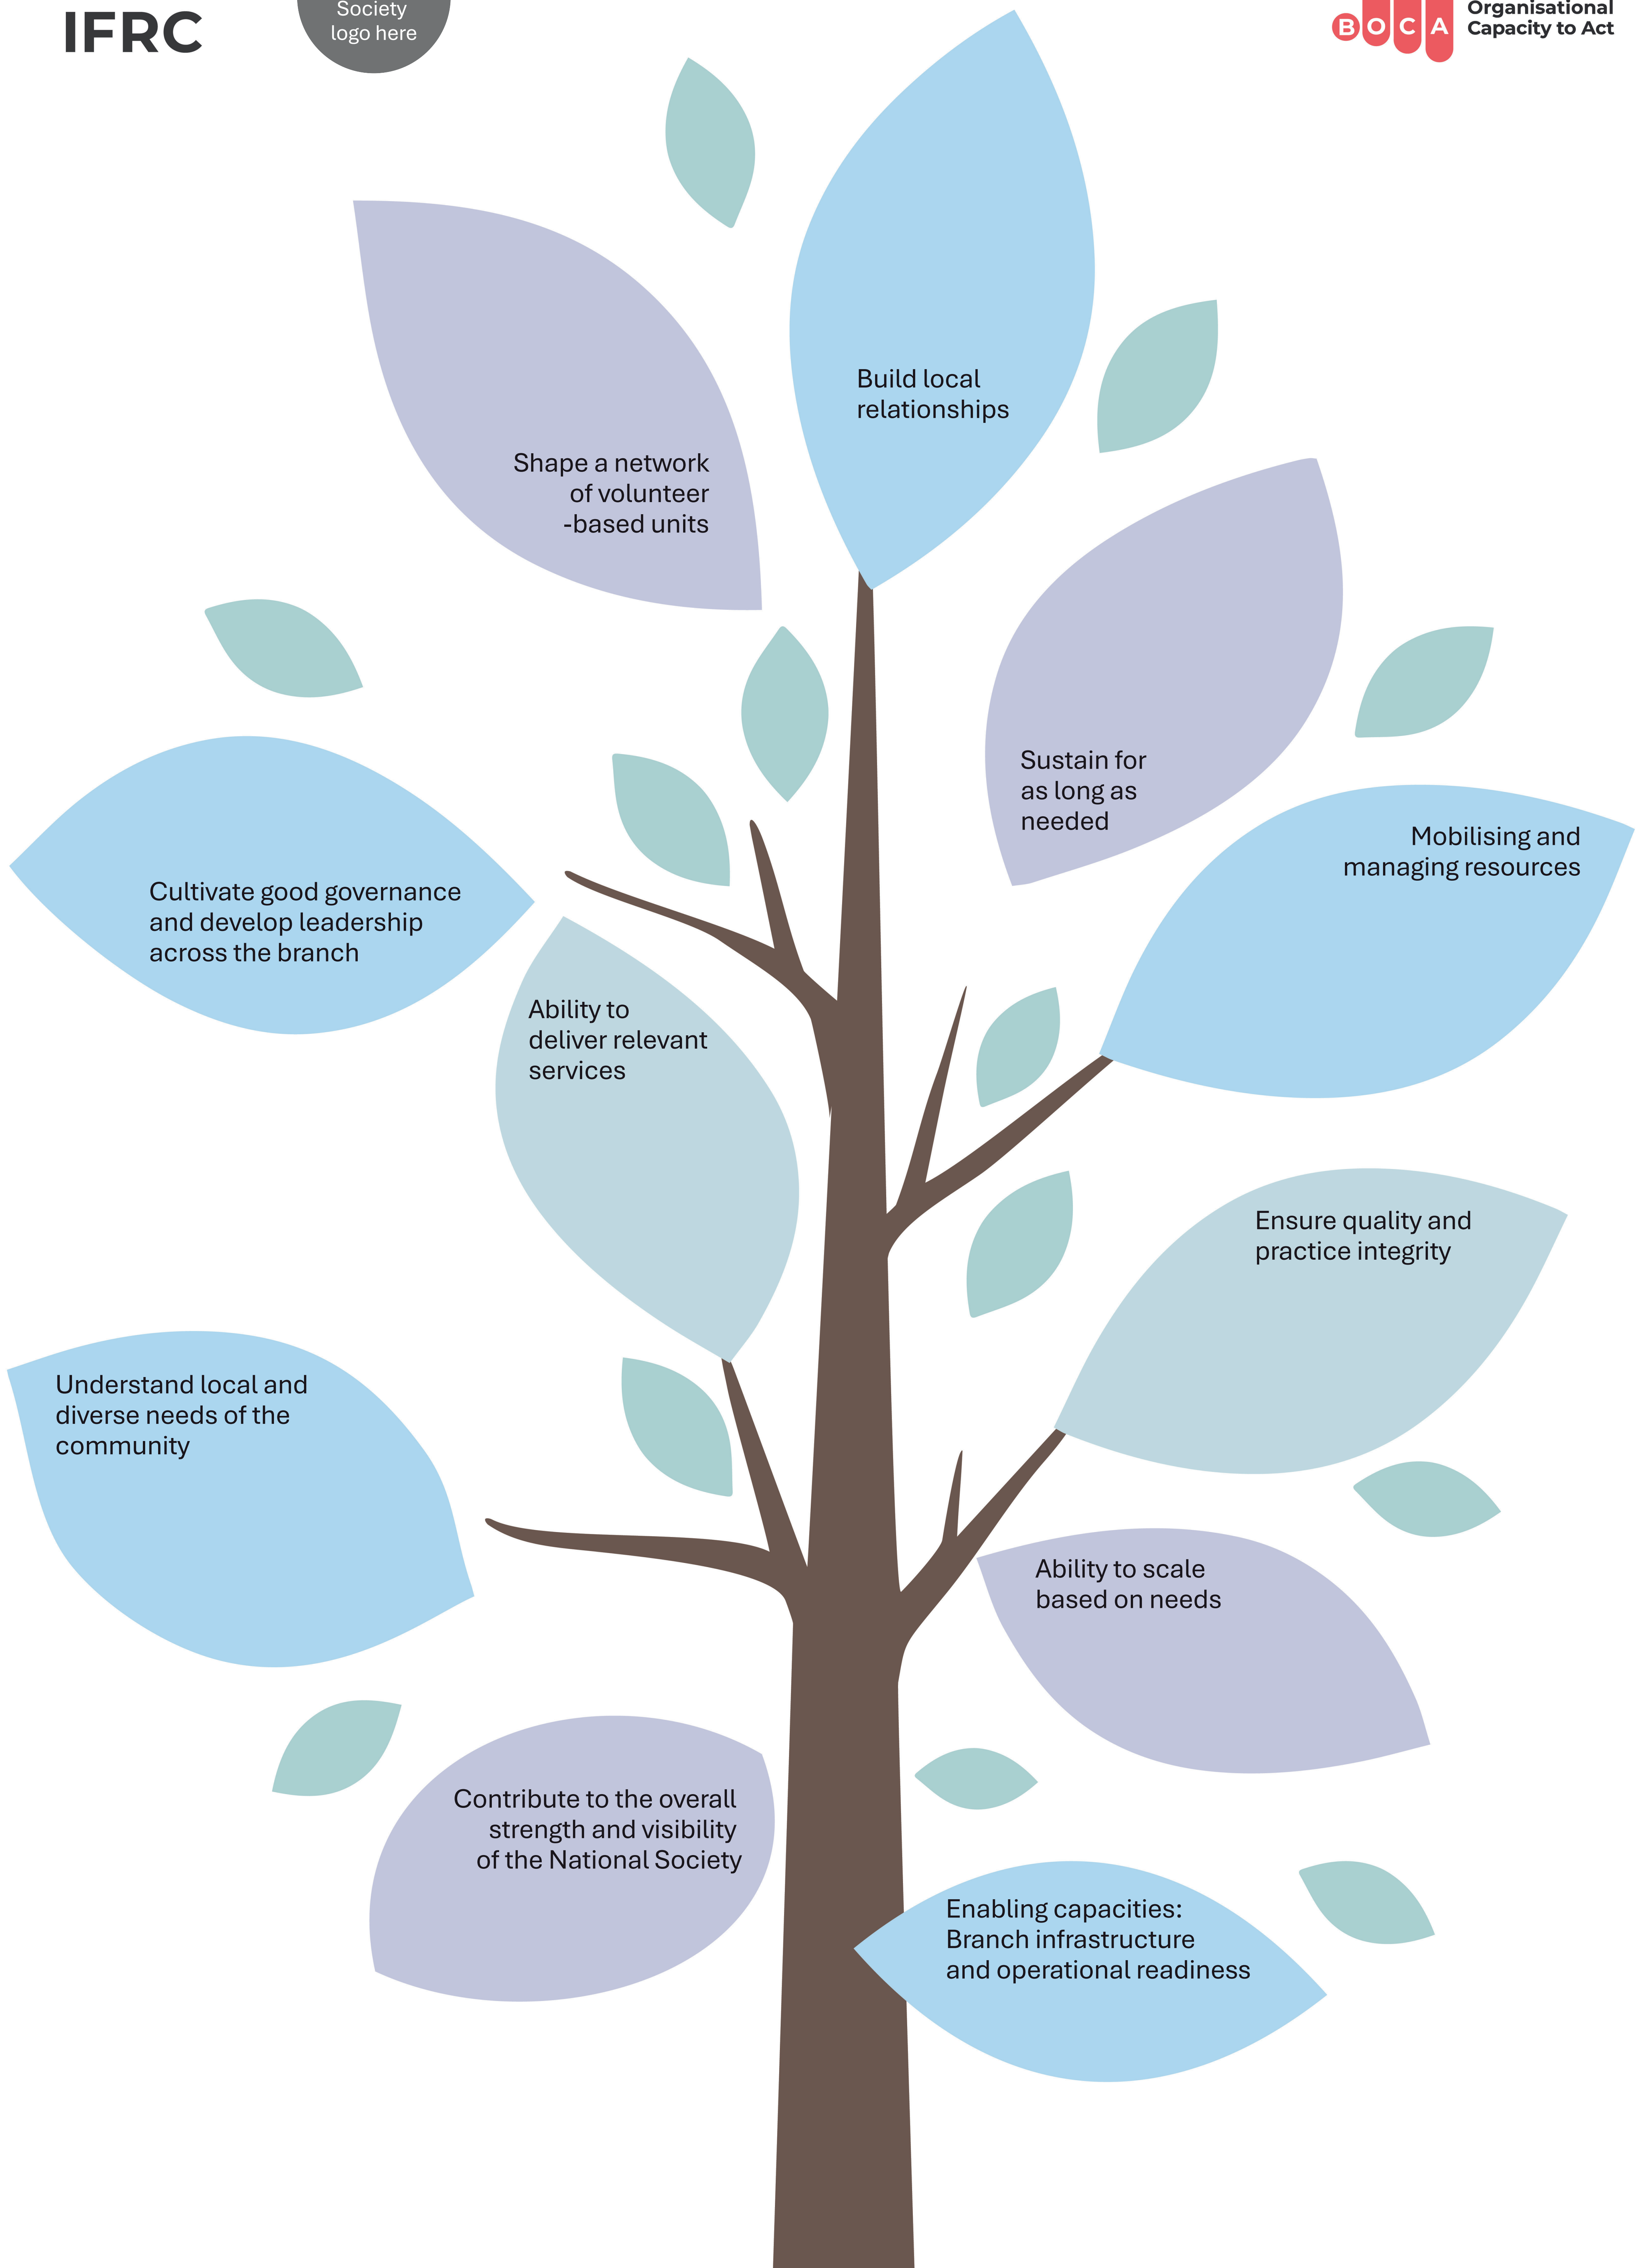 IFRC
Society
logo here
BOCA
Organisational
Capacity to Act
Build local
relationships
Shape a network
of volunteer
-based units
Sustain for
as long as
needed
Mobilising and
managing resources
Cultivate good governance
and develop leadership
across the branch
Ability to
deliver relevant
services
Ensure quality and
practice integrity
Understand local and
diverse needs of the
community
Ability to scale
based on needs
Contribute to the overall
strength and visibility
of the National Society
Enabling capacities:
Branch infrastructure
and operational readiness